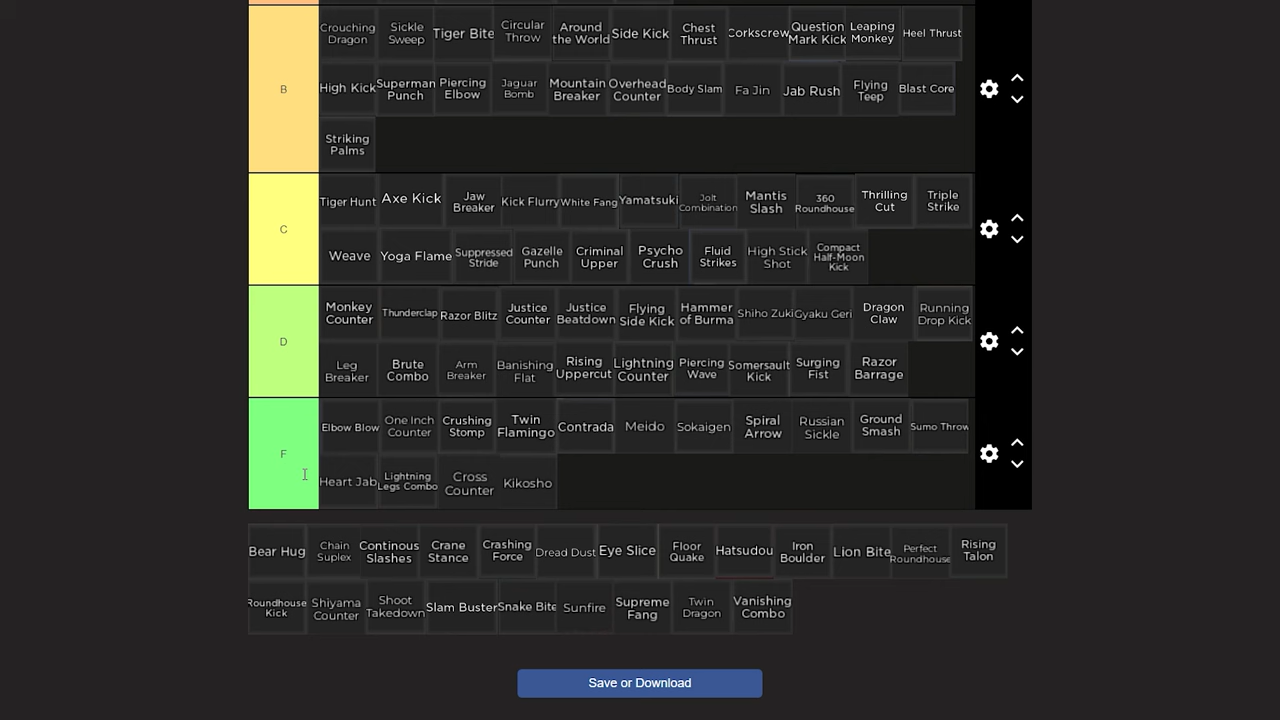 B
Crouching Dragon
Sickle Sweep
Tiger Bite
Circular Throw
Around the World
Side Kick
Chest Thrust
Corkscrew
Question Mark Kick
Leaping Monkey
Heel Thrust
High Kick
Superman Punch
Piercing Elbow
Jaguar Bomb
Mountain Breaker
Overhead Counter
Body Slam
Fa Jin
Jab Rush
Flying Teep
Blast Core
Striking Palms
C
Tiger Hunt
Axe Kick
Jaw Breaker
Kick Flurry
White Fang
Yamatsuki
Jolt Combination
Mantis Slash
360 Roundhouse
Thrilling Cut
Triple Strike
Weave
Yoga Flame
Suppressed Stride
Gazelle Punch
Criminal Upper
Psycho Crush
Fluid Strikes
High Stick Shot
Compact Half-Moon Kick
D
Monkey Counter
Thunderclap
Razor Blitz
Justice Counter
Justice Beatdown
Flying Side Kick
Hammer of Burma
Shiho Zuki
Gyaku Geri
Dragon Claw
Running Drop Kick
Leg Breaker
Brute Combo
Arm Breaker
Banishing Flat
Rising Uppercut
Lightning Counter
Piercing Wave
Somersault Kick
Surging Fist
Razor Barrage
F
Elbow Blow
One Inch Counter
Crushing Stomp
Twin Flamingo
Contrada
Meido
Sokaigen
Spiral Arrow
Russian Sickle
Ground Smash
Sumo Throw
Heart Jab
Lightning Legs Combo
Cross Counter
Kikosho
Bear Hug
Chain Suplex
Continous Slashes
Crane Stance
Crashing Force
Dread Dust
Eye Slice
Floor Quake
Hatsudou
Iron Boulder
Lion Bite
Perfect Roundhouse
Rising Talon
Roundhouse Kick
Shiyama Counter
Shoot Takedown
Slam Buster
Snake Bite
Sunfire
Supreme Fang
Twin Dragon
Vanishing Combo
Save or Download